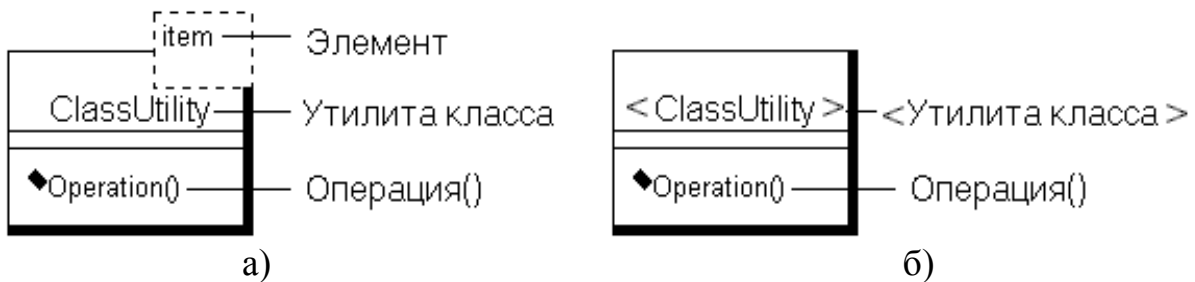 item Элемент
ClassUtility Утилита класса
Operation() Операция()
а)
< ClassUtility > <Утилита класса >
Operation() Операция()
б)